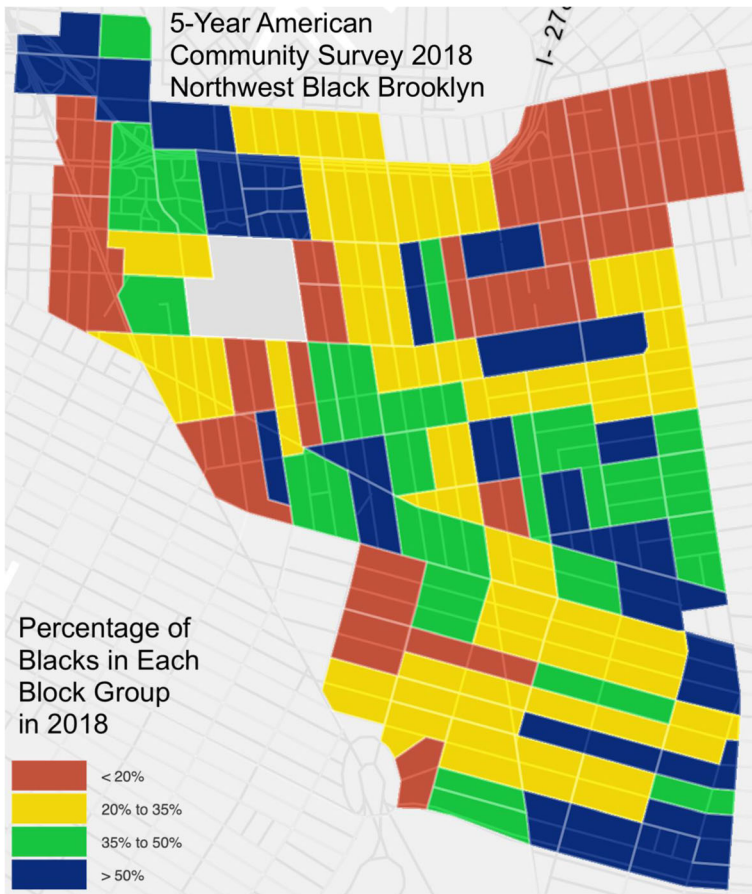 5-Year American
Community Survey 2018
Northwest Black Brooklyn
Percentage of
Blacks in Each
Block Group
in 2018
< 20%
20% to 35%
35% to 50%
> 50%